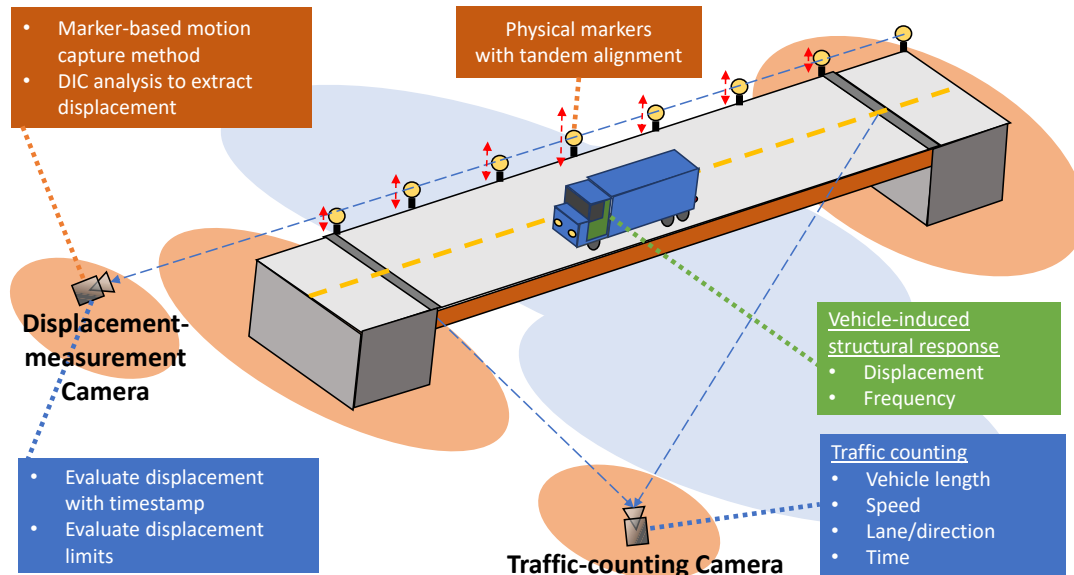 • Marker-based motion
capture method
• DIC analysis to extract
displacement
Physical markers
with tandem alignment
Displacement-
measurement
Camera
Vehicle-induced
structural response
• Displacement
• Frequency
• Evaluate displacement
with timestamp
• Evaluate displacement
limits
Traffic counting
• Vehicle length
• Speed
• Lane/direction
• Time
Traffic-counting Camera